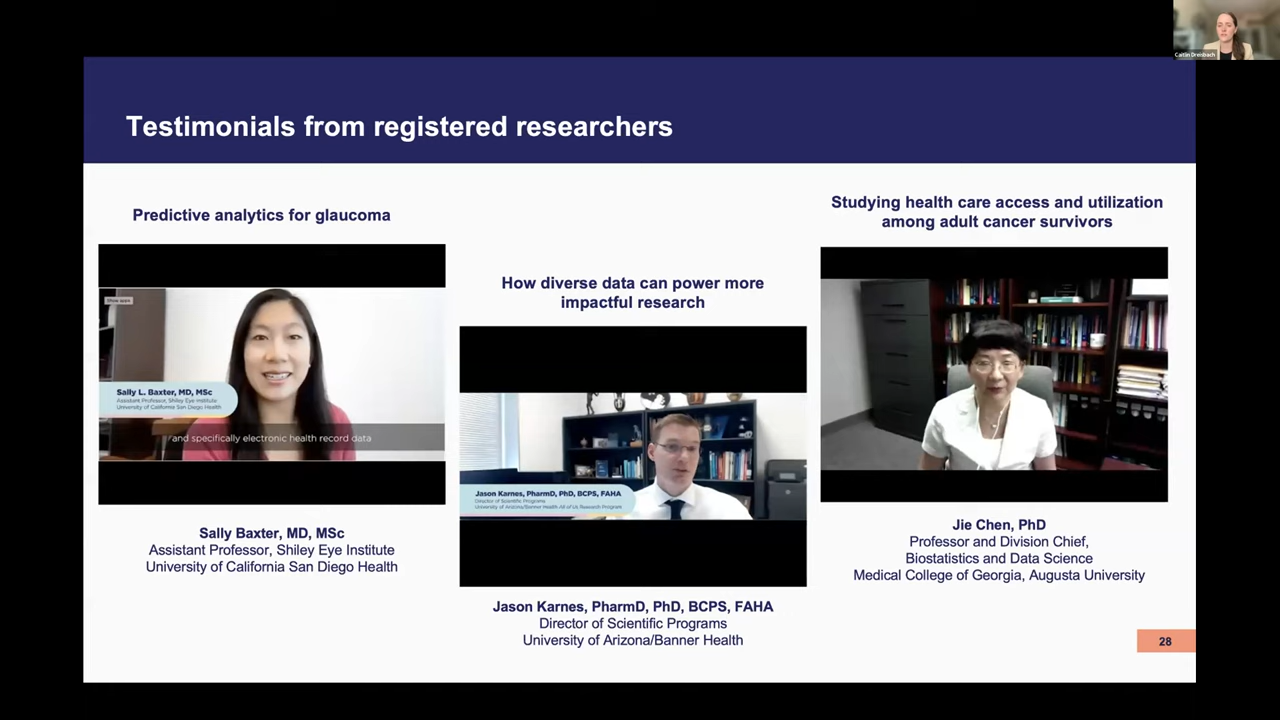 Caitlin Dreisbach
Testimonials from registered researchers
Predictive analytics for glaucoma
Show work
Sally L. Baxter, MD, MSc
Assistant Professor, Shiley Eye Institute
University of California San Diego Health
and specifically electronic health record data
Sally Baxter, MD, MSc
Assistant Professor, Shiley Eye Institute
University of California San Diego Health
How diverse data can power more
impactful research
Jason Karnes, PharmD, PhD, BCPS, FAHA
Director of Scientific Programs
University of Arizona/Banner Health All of Us Research Program
Jason Karnes, PharmD, PhD, BCPS, FAHA
Director of Scientific Programs
University of Arizona/Banner Health
Studying health care access and utilization
among adult cancer survivors
Jie Chen, PhD
Professor and Division Chief,
Biostatistics and Data Science
Medical College of Georgia, Augusta University
28